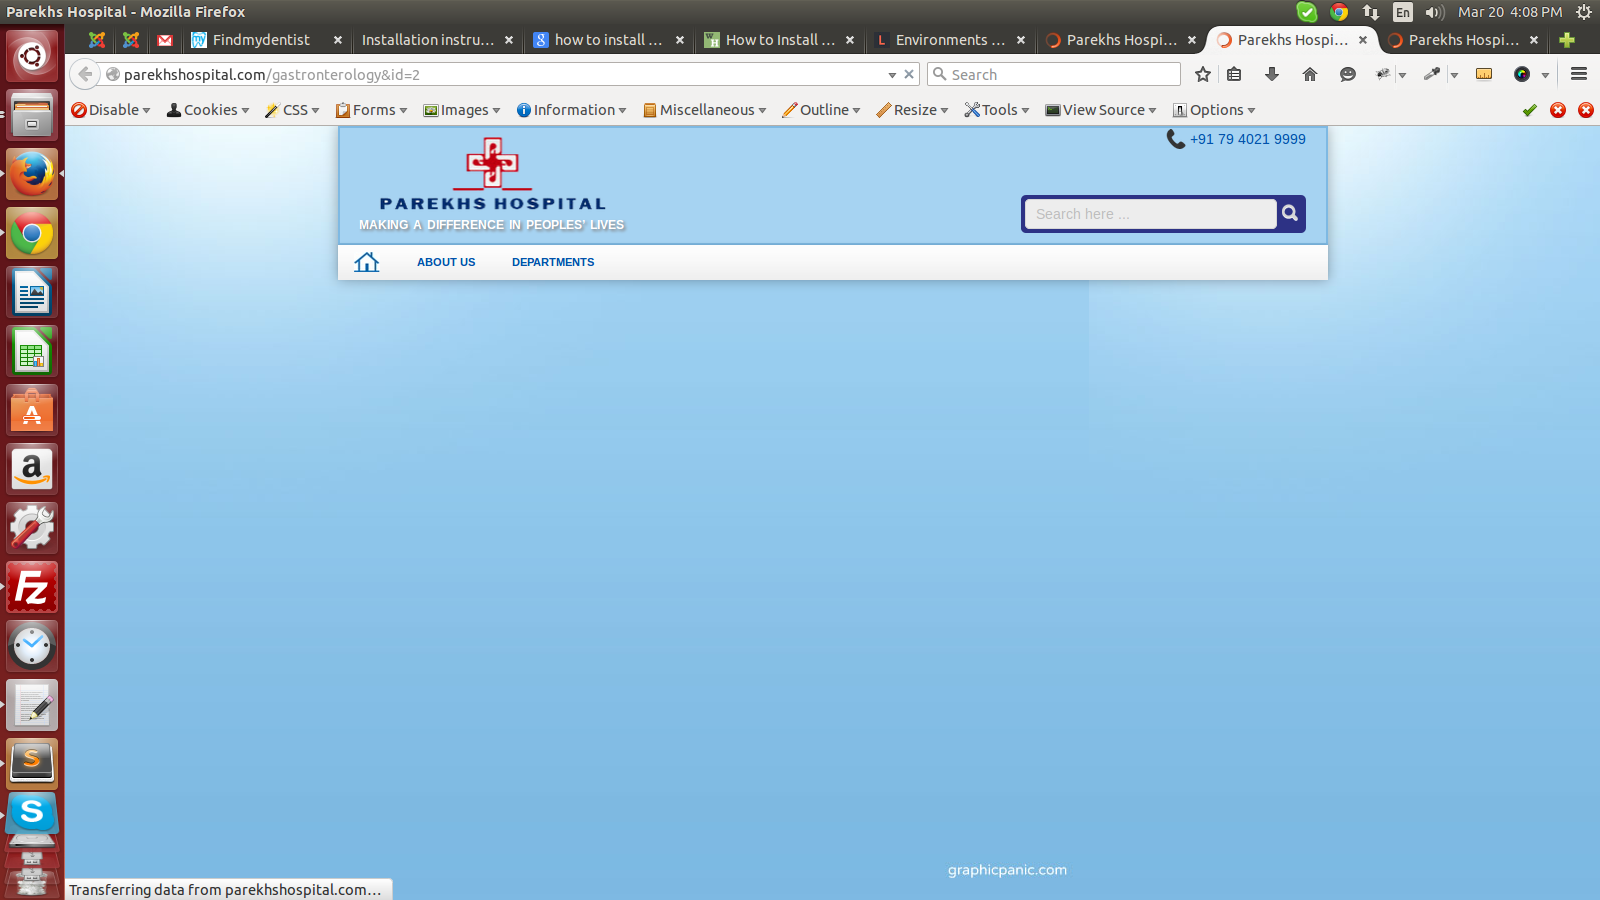 Parekhs Hospital - Mozilla Firefox
En
Mar 20 4:08 PM
Findmydentist
Installation instru...
how to install ...
How to Install ...
Environments ...
Parekhs Hospi...
Parekhs Hospi...
Parekhs Hospi...
parekhshospital.com/gastronterology&id=2
Search
Disable
Cookies
CSS
Forms
Images
Information
Miscellaneous
Outline
Resize
Tools
View Source
Options
+91 79 4021 9999
PAREKHS HOSPITAL
MAKING A DIFFERENCE IN PEOPLES' LIVES
Search here ...
ABOUT US
DEPARTMENTS
graphicpanic.com
Transferring data from parekhshospital.com...